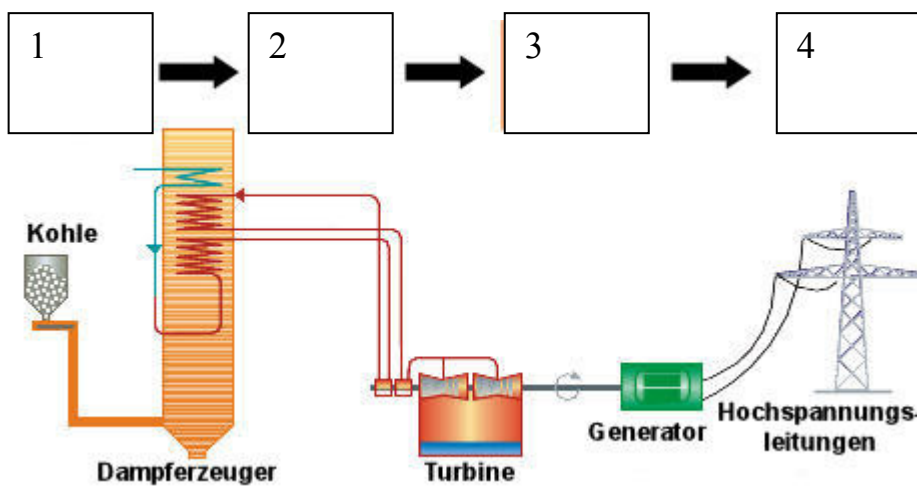 1
2
3
4
Kohle
Dampferzeuger
Turbine
Generator
Hochspannungs-
leitungen